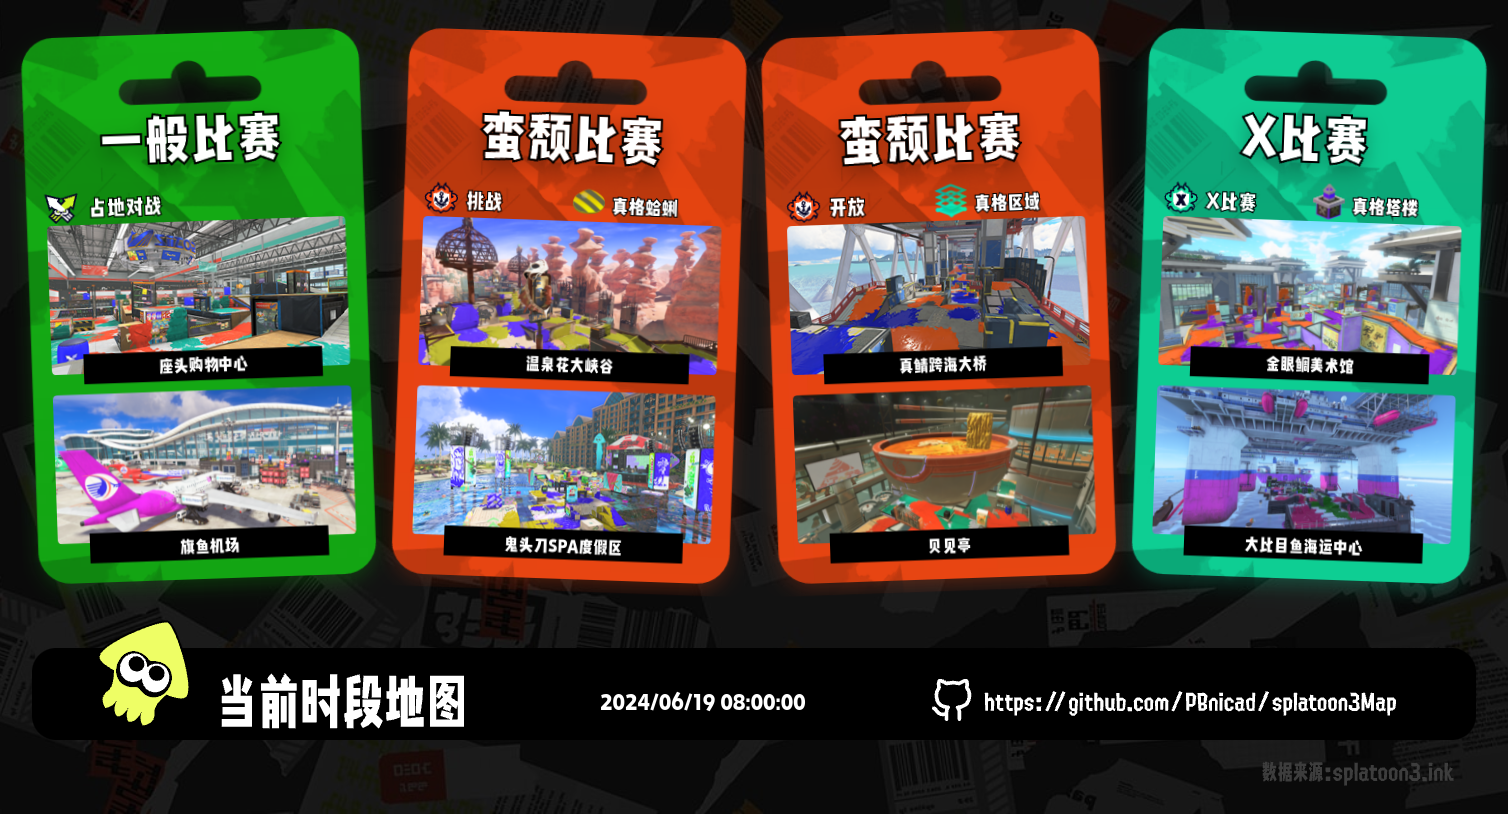 一般比赛
占地对战
座头购物中心
旗鱼机场
蛮颓比赛
挑战
真格蛤蜊
温泉花大峡谷
鬼头刀SPA度假区
蛮颓比赛
开放
真格区域
真鲭跨海大桥
贝贝亭
X比赛
X比赛
真格塔楼
金眼鲷美术馆
大比目鱼海运中心
当前时段地图
2024/06/19 08:00:00
https://github.com/PBnicad/splatoon3Map
数据来源:splatoon3.ink